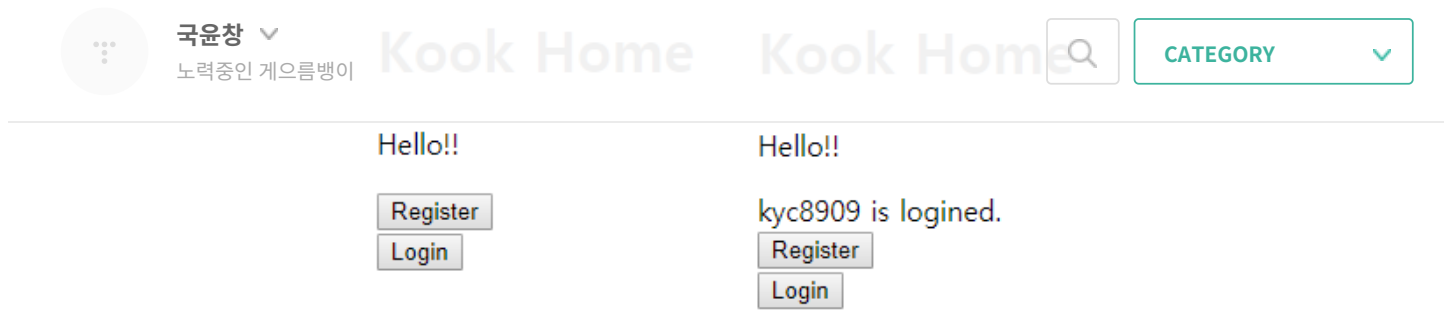 국윤창
노력중인 게으름뱅이
CATEGORY
Kook Home
Hello!!
Register
Login
Kook Home
Hello!!
kyc8909 is logined.
Register
Login